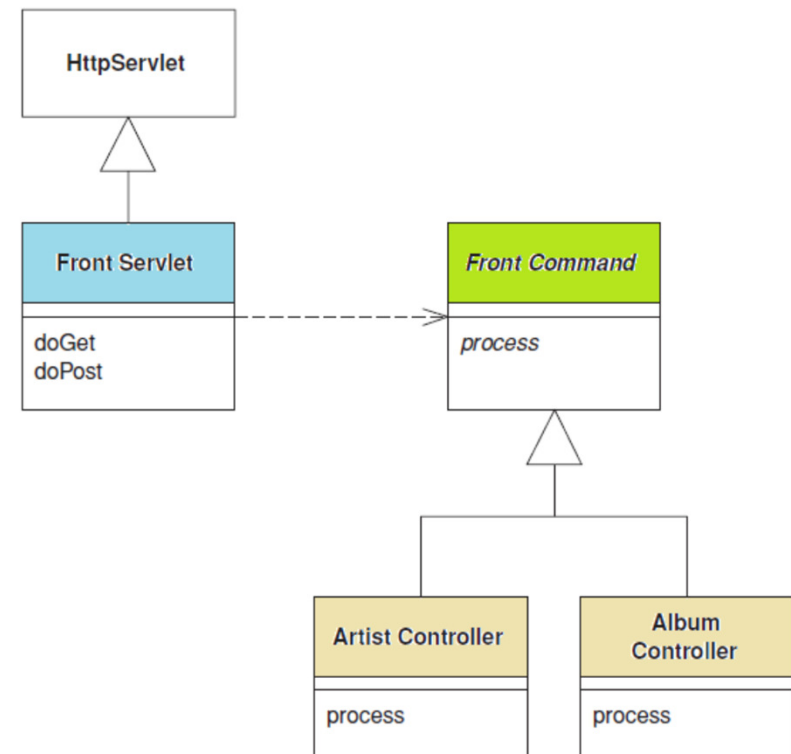 HttpServlet
Front Servlet
doGet
doPost
Front Command
process
Artist Controller
process
Album
Controller
process